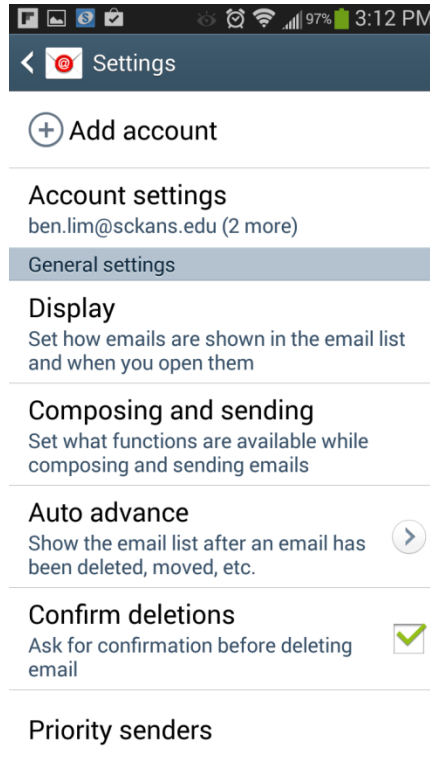 97% 3:12 PM
Settings
Add account
Account settings
ben.lim@sckans.edu (2 more)
General settings
Display
Set how emails are shown in the email list
and when you open them
Composing and sending
Set what functions are available while
composing and sending emails
Auto advance
Show the email list after an email has
been deleted, moved, etc.
Confirm deletions
Ask for confirmation before deleting
email
Priority senders